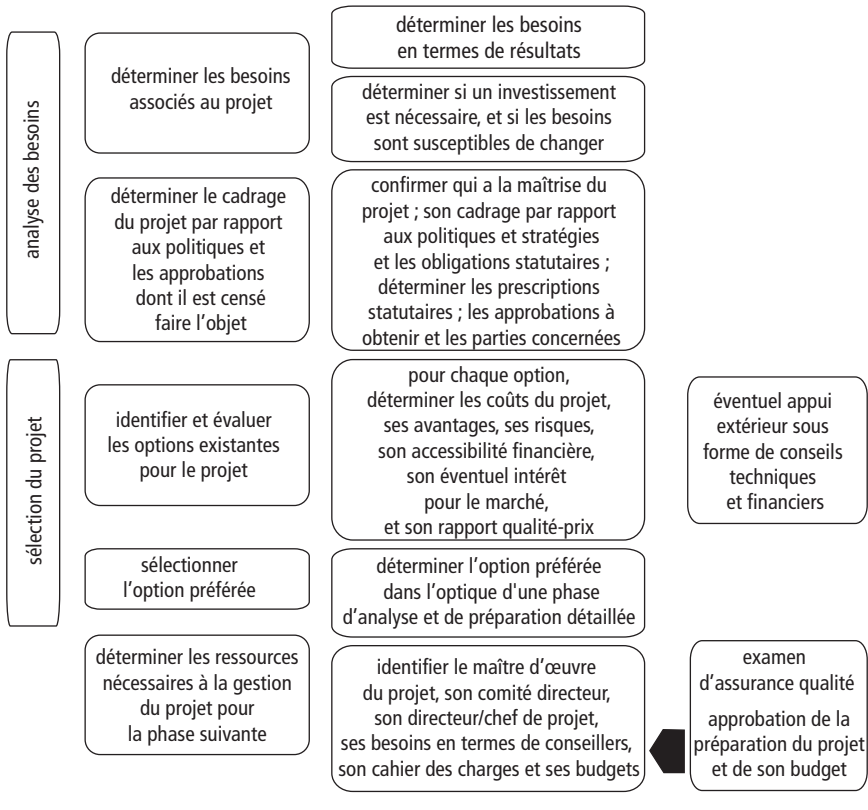 analyse des besoins
déterminer les besoins
associés au projet
déterminer les besoins
en termes de résultats
déterminer si un investissement
est nécessaire, et si les besoins
sont susceptibles de changer
déterminer le cadrage
du projet par rapport
aux politiques et
les approbations
dont il est censé
faire l'objet
confirmer qui a la maîtrise du
projet ; son cadrage par rapport
aux politiques et stratégies
et les obligations statutaires ;
déterminer les prescriptions
statutaires ; les approbations à
obtenir et les parties concernées
sélection du projet
identifier et évaluer
les options existantes
pour le projet
pour chaque option,
déterminer les coûts du projet,
ses avantages, ses risques,
son accessibilité financière,
son éventuel intérêt
pour le marché,
et son rapport qualité-prix
éventuel appui
extérieur sous
forme de conseils
techniques
et financiers
sélectionner
l'option préférée
déterminer l'option préférée
dans l'optique d'une phase
d'analyse et de préparation détaillée
déterminer les ressources
nécessaires à la gestion
du projet pour
la phase suivante
identifier le maître d'œuvre
du projet, son comité directeur,
son directeur/chef de projet,
ses besoins en termes de conseillers,
son cahier des charges et ses budgets
examen
d'assurance qualité
approbation de la
préparation du projet
et de son budget